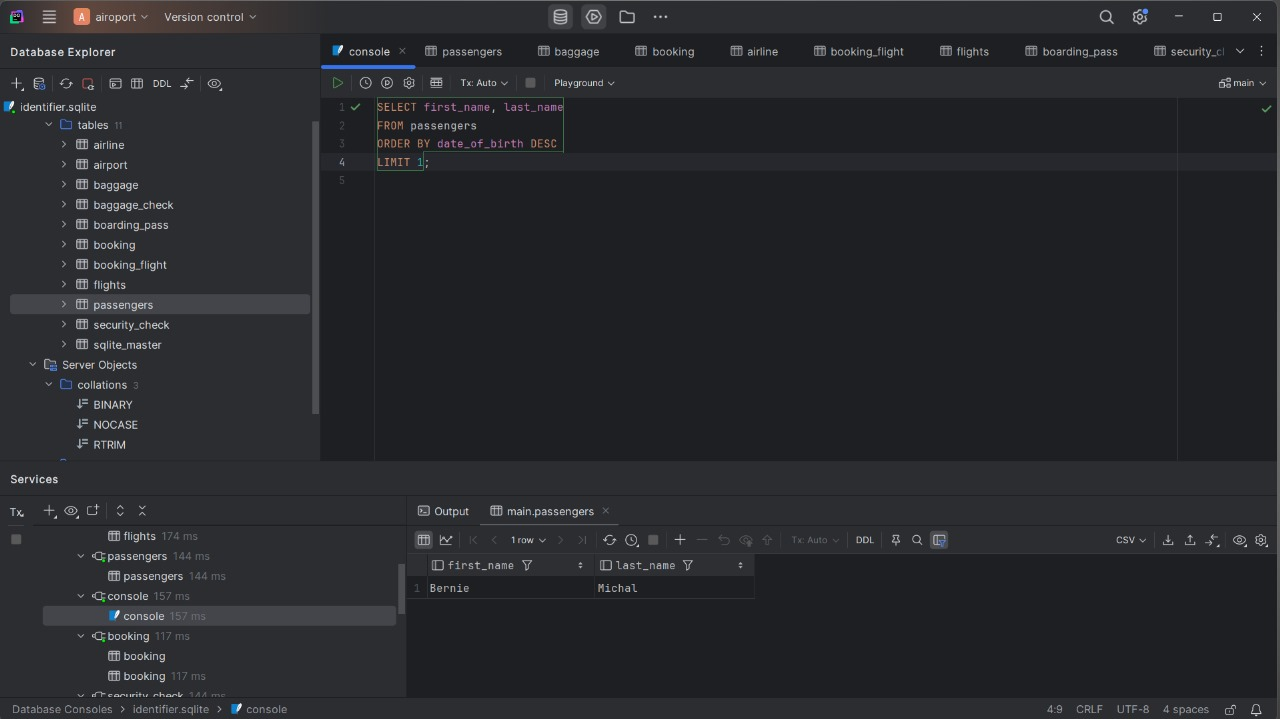 A airoport Version control
Database Explorer
DDL
identifier.sqlite
tables 11
airline
airport
baggage
baggage_check
boarding_pass
booking
booking_flight
flights
passengers
security_check
sqlite_master
Server Objects
collations 3
BINARY
NOCASE
RTRIM
console passengers baggage booking airline booking_flight flights boarding_pass security_cl
Tx: Auto Playground main
1 SELECT first_name, last_name
2 FROM passengers
3 ORDER BY date_of_birth DESC
4 LIMIT 1;
5
Services
Tx
flights 174 ms
passengers 144 ms
passengers 144 ms
console 157 ms
console 157 ms
booking 117 ms
booking
booking 117 ms
security_check 144 ms
Output main.passengers
1 row Tx: Auto DDL CSV
first_name last_name
1 Bernie Michal
Database Consoles > identifier.sqlite > console 4:9 CRLF UTF-8 4 spaces